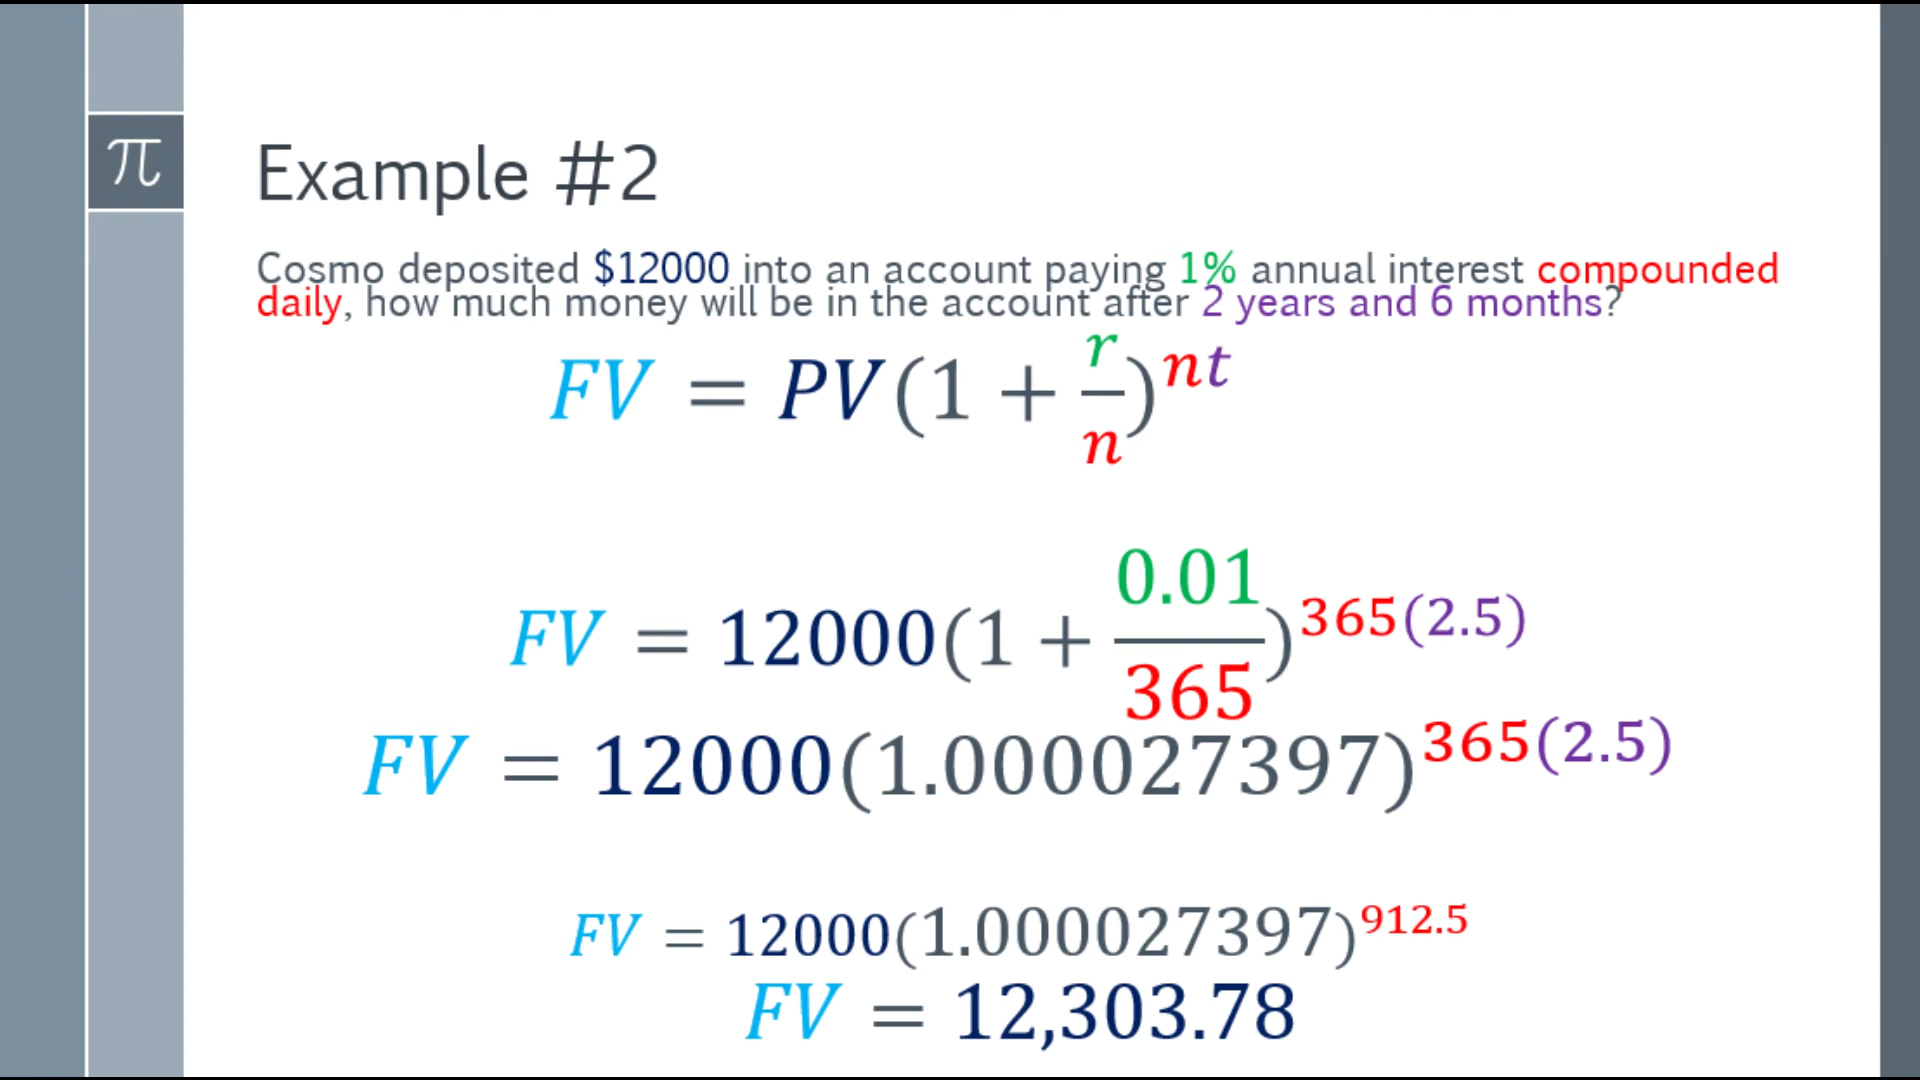 π
Example #2
Cosmo deposited $12000 into an account paying 1% annual interest compounded
daily, how much money will be in the account after 2 years and 6 months?
FV = PV(1 + r/n)^nt
FV = 12000(1 + 0.01/365)^365(2.5)
FV = 12000(1.000027397)^365(2.5)
FV = 12000(1.000027397)^912.5
FV = 12,303.78